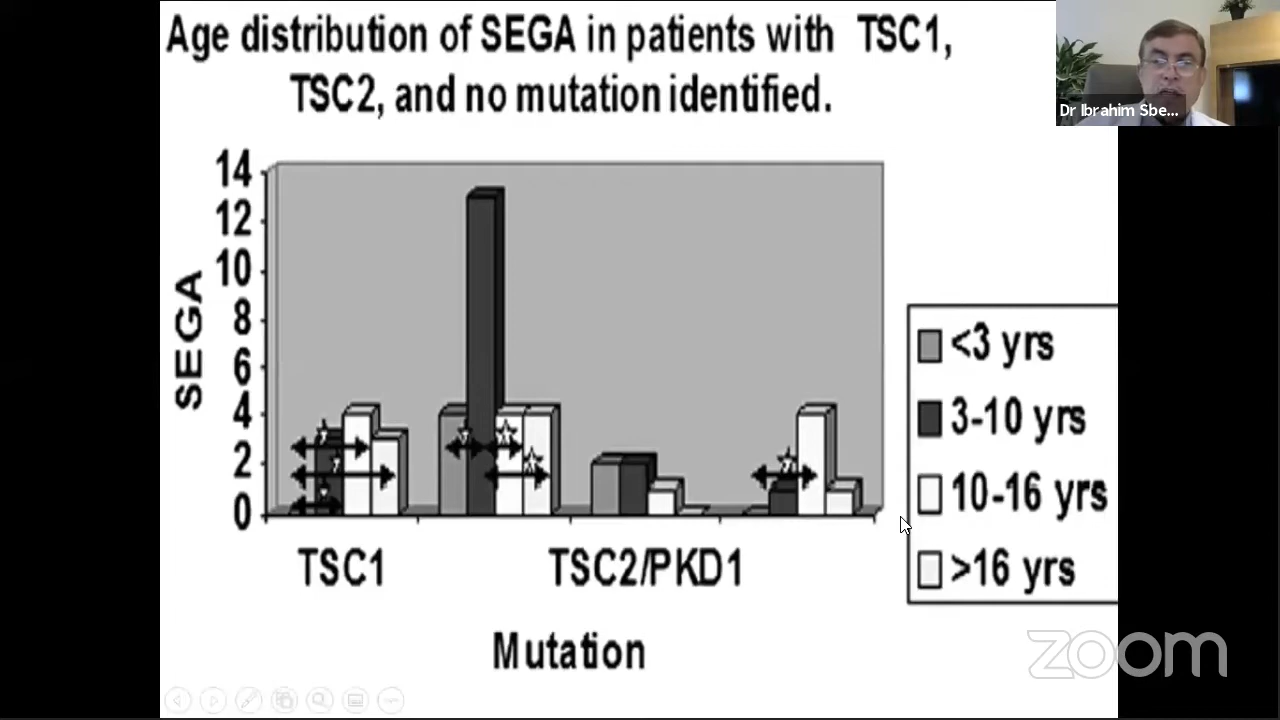 Age distribution of SEGA in patients with TSC1,
TSC2, and no mutation identified.
Dr Ibrahim Sbe...
14
12
10
8
6
4
2
0
SEGA
TSC1
TSC2/PKD1
Mutation
<3 yrs
3-10 yrs
10-16 yrs
>16 yrs
zoom